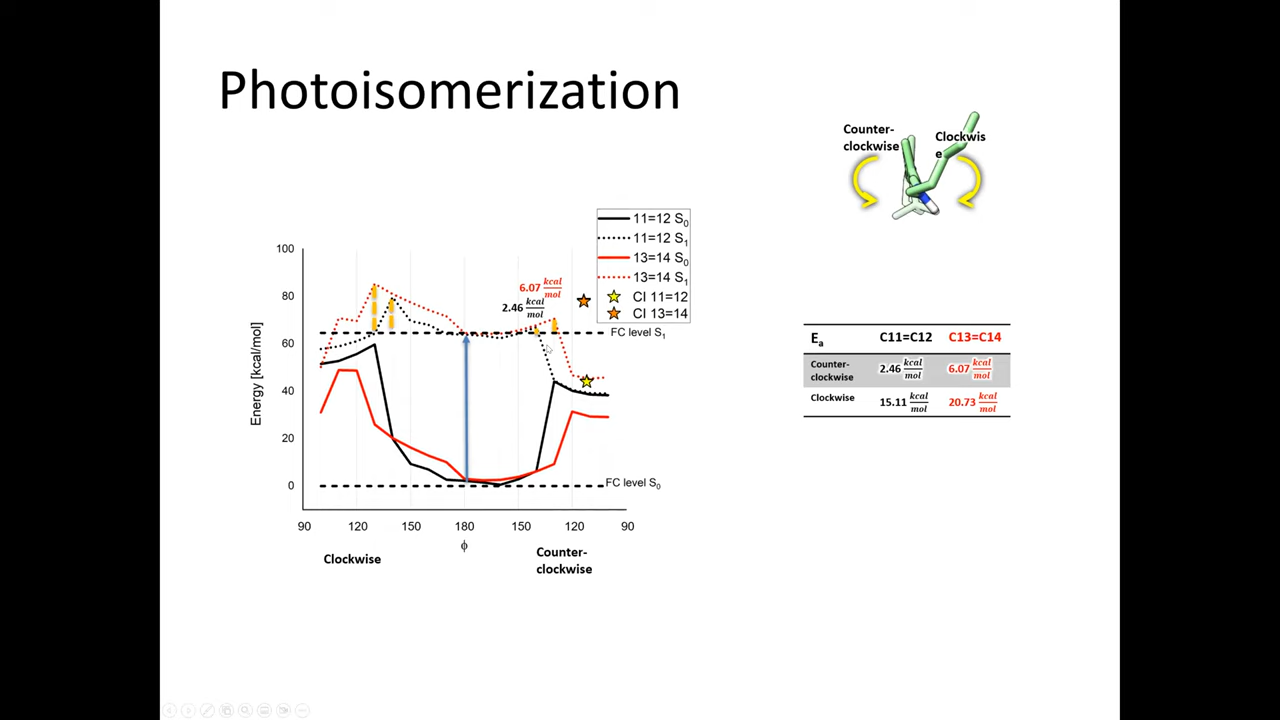 Photoisomerization
Counter-
clockwise
Clockwis
e
11=12 S₀
11=12 S₁
13=14 S₀
13=14 S₁
CI 11=12
CI 13=14
6.07 kcal/mol
2.46 kcal/mol
FC level S₁
FC level S₀
Energy [kcal/mol]
100
80
60
40
20
0
90 120 150 180 150 120 90
ϕ
Clockwise
Counter-
clockwise
Eₐ C11=C12 C13=C14
Counter-
clockwise 2.46 kcal/mol 6.07 kcal/mol
Clockwise 15.11 kcal/mol 20.73 kcal/mol